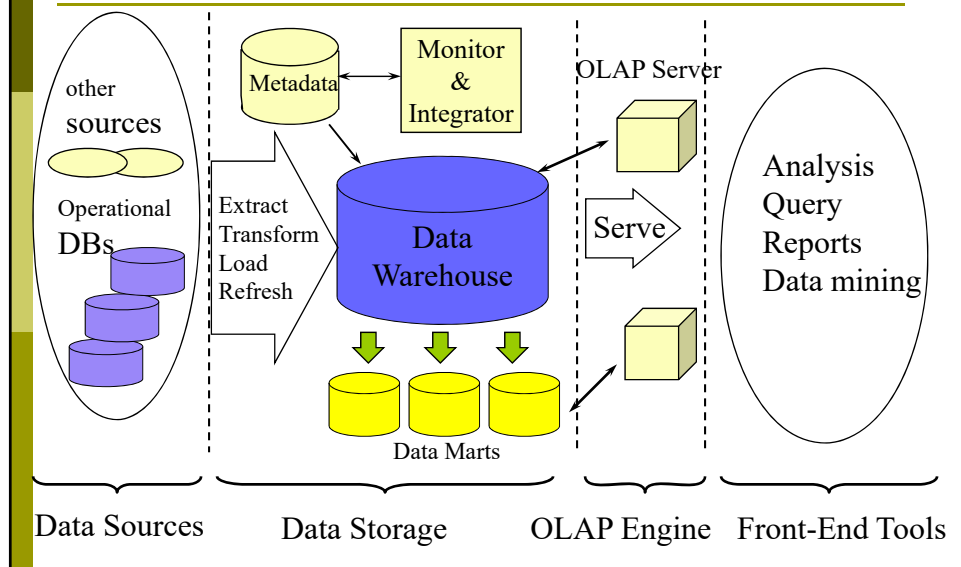 other
sources
Operational
DBs
Extract
Transform
Load
Refresh
Metadata
Monitor
&
Integrator
Data
Warehouse
Data Marts
OLAP Server
Serve
Analysis
Query
Reports
Data mining
Data Sources
Data Storage
OLAP Engine
Front-End Tools